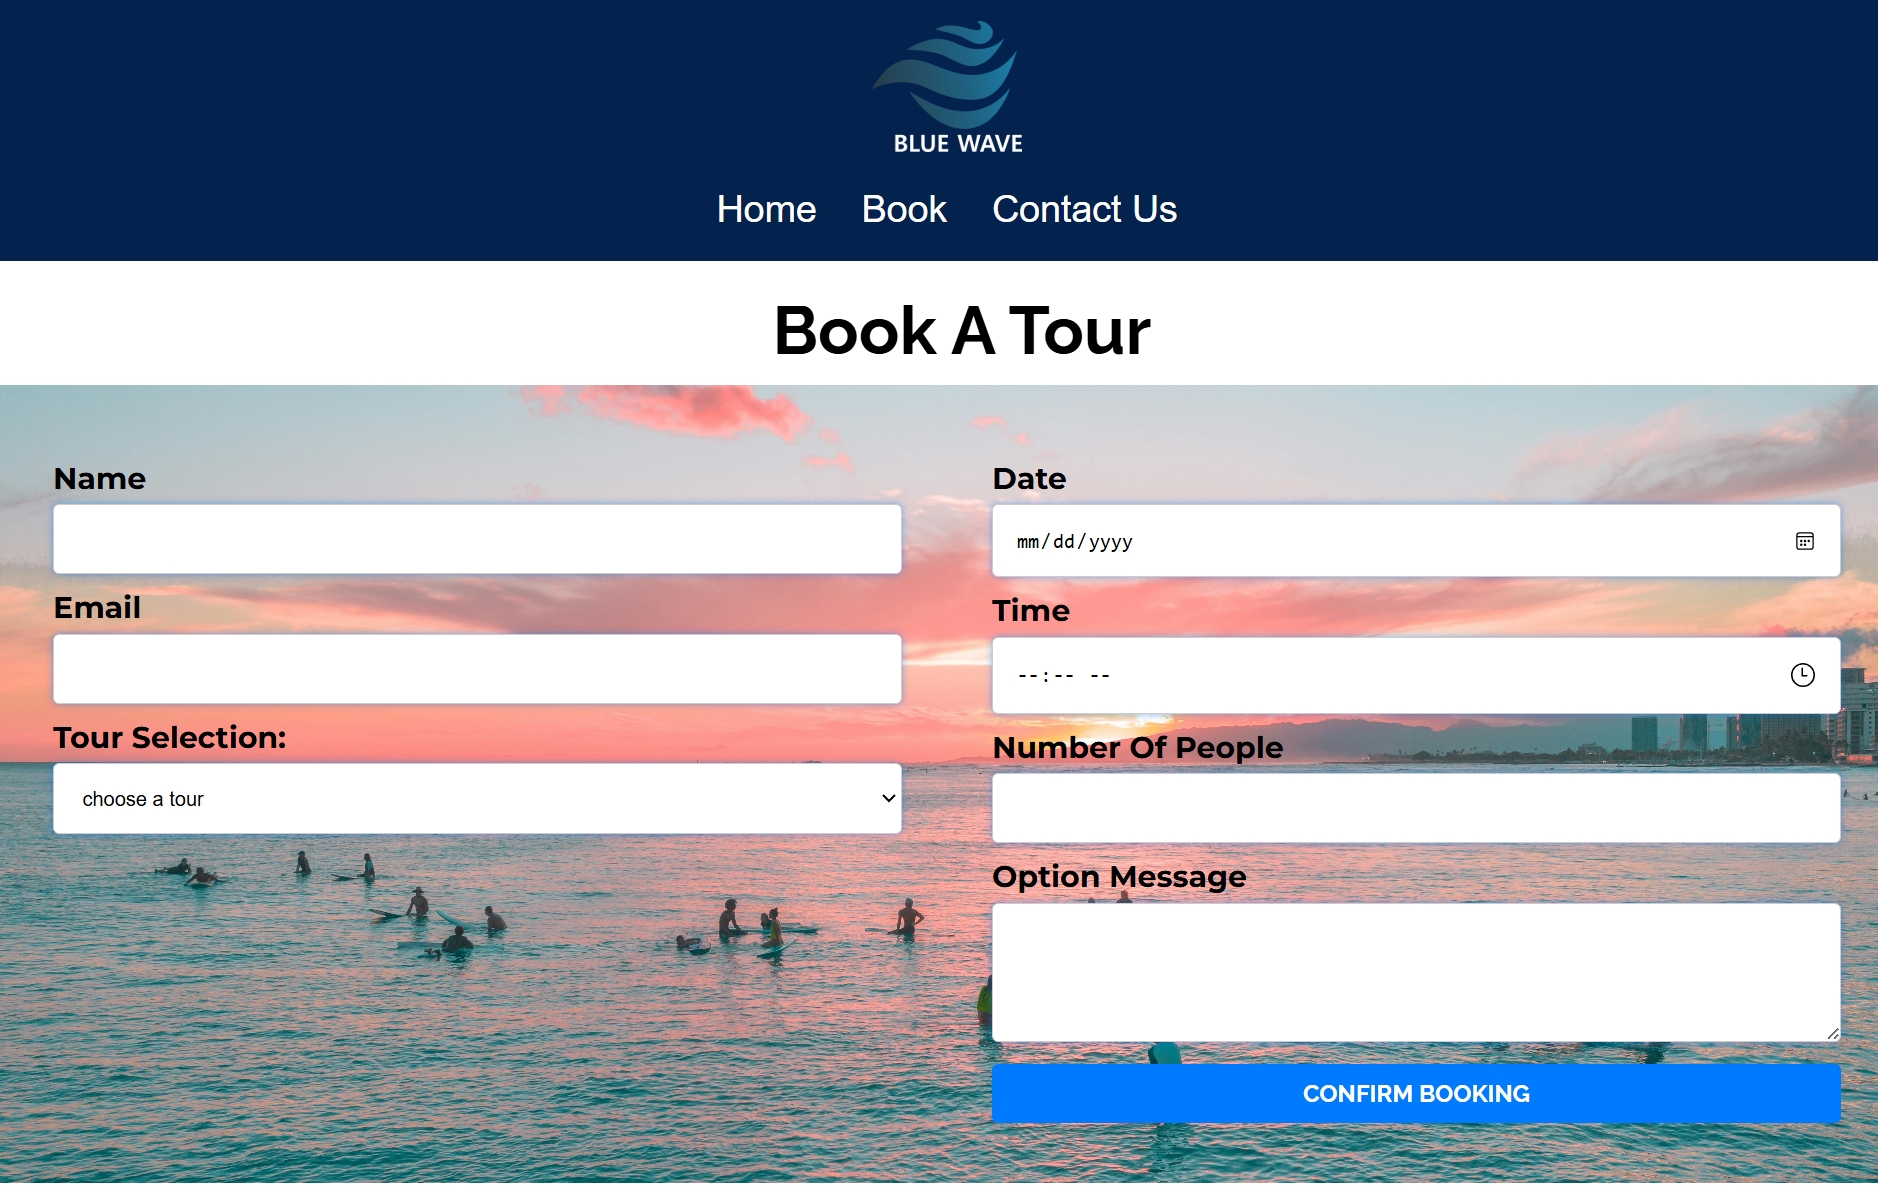 BLUE WAVE
Home Book Contact Us
Book A Tour
Name
Email
Tour Selection:
choose a tour
Date
mm/dd/yyyy
Time
--:-- --
Number Of People
Option Message
CONFIRM BOOKING